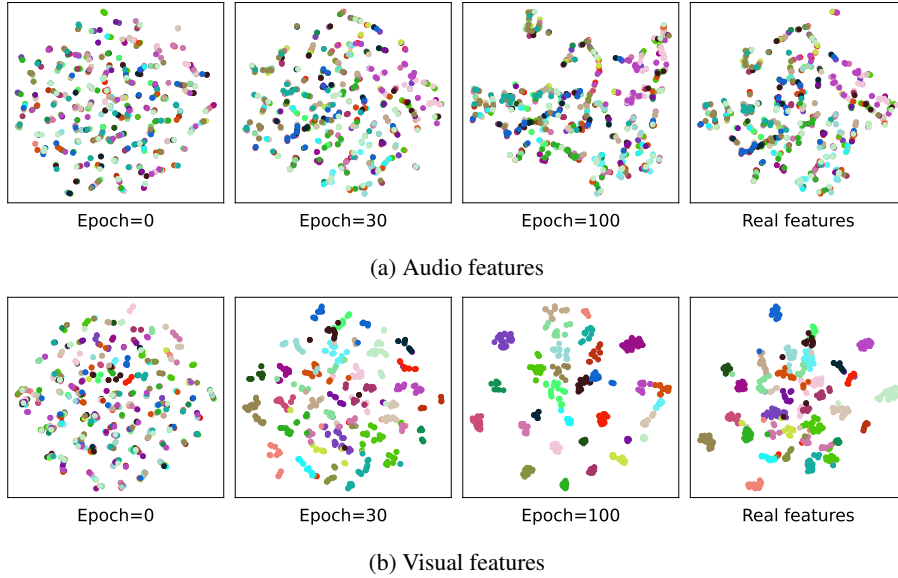 Epoch=0 Epoch=30 Epoch=100 Real features
(a) Audio features
Epoch=0 Epoch=30 Epoch=100 Real features
(b) Visual features